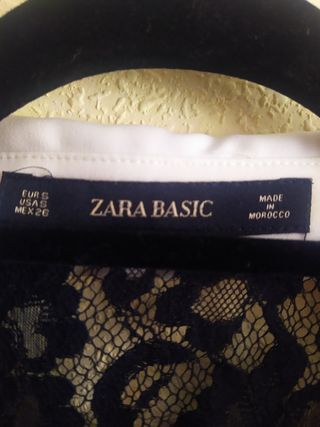 EUR S
USA S
MEX 26
ZARA BASIC
MADE
IN
MOROCCO